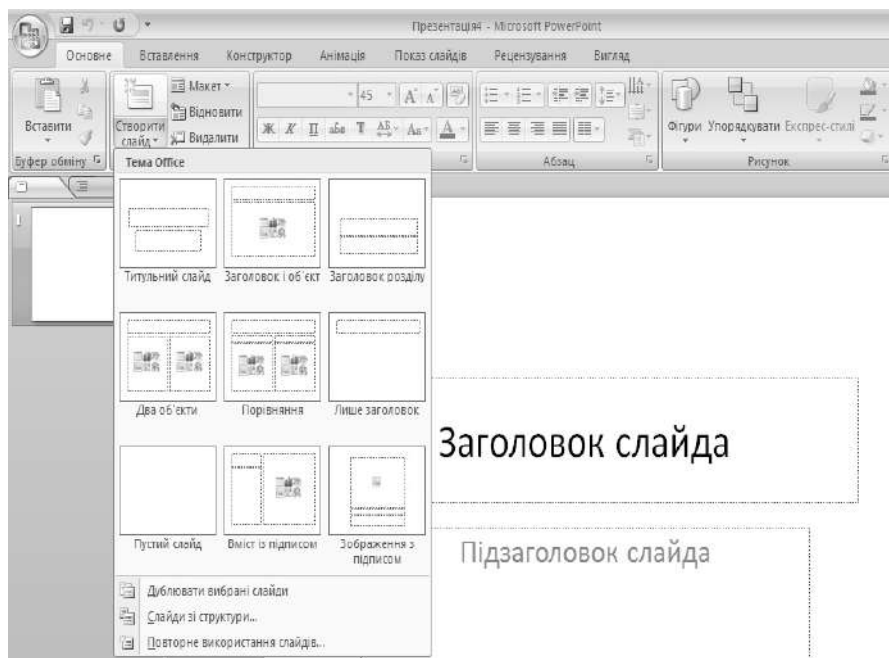 Презентація4 - Microsoft PowerPoint
Основне Вставлення Конструктор Анімація Показ слайдів Рецензування Вигляд
Вставити
Створити слайд
Макет
Відновити
Видалити
45
Ж К П abc
Фігури Упорядкувати Експрес-стилі
Буфер обміну
Абзац
Рисунок
Тема Office
Титульний слайд Заголовок і об'єкт Заголовок розділу
Два об'єкти Порівняння Лише заголовок
Пустий слайд Вміст із підписом Зображення з підписом
Дублювати вибрані слайди
Слайди зі структури...
Повторне використання слайдів...
1
Заголовок слайда
Підзаголовок слайда